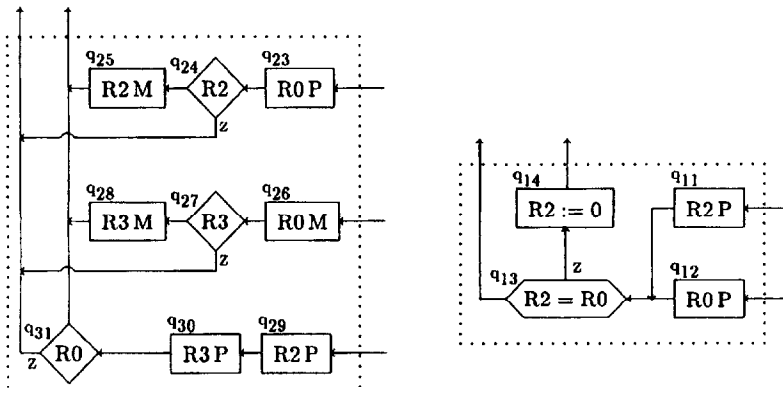 q25 q24 q23
R2 M R2 R0 P
z
q28 q27 q26
R3 M R3 R0 M
z
q31 q30 q29
R0 R3 P R2 P
z
q14 q11
R2 := 0 R2 P
z
q13 q12
R2 = R0 R0 P